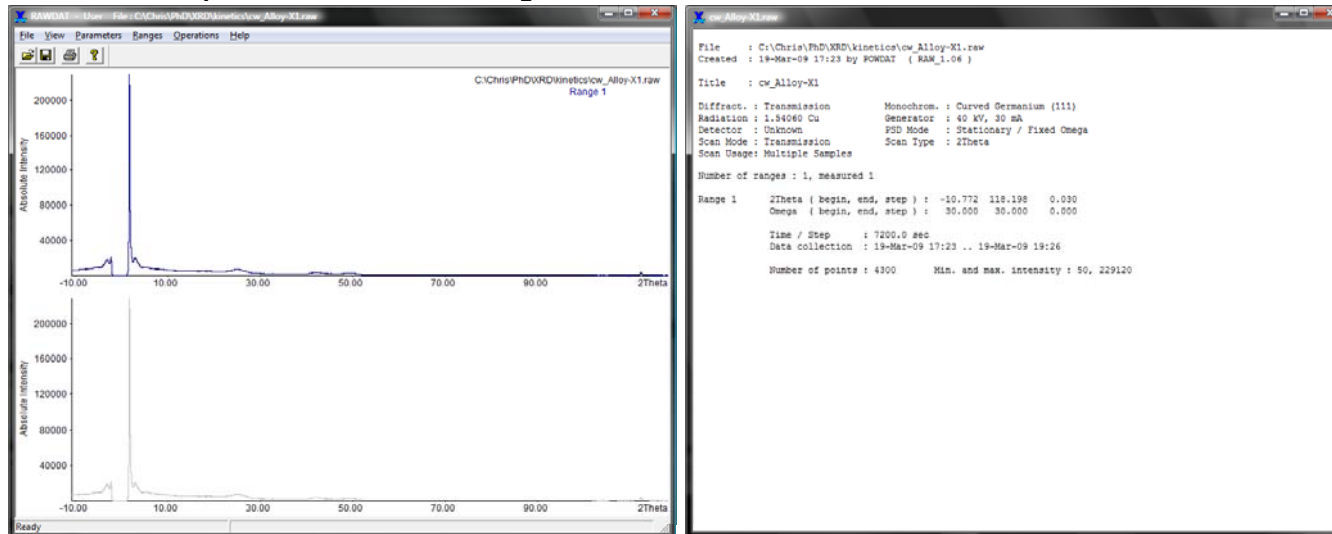 RAWDAT - User File : C:\Chris\PhD\XRD\kinetics\cw_Alloy-X1.raw
File View Parameters Ranges Operations Help
C:\Chris\PhD\XRD\kinetics\cw_Alloy-X1.raw
Range 1
Absolute Intensity
200000
160000
120000
80000
40000
-10.00 10.00 30.00 50.00 70.00 90.00 2Theta
Absolute Intensity
200000
160000
120000
80000
40000
-10.00 10.00 30.00 50.00 70.00 90.00 2Theta
Ready
cw_Alloy-X1.raw
File : C:\Chris\PhD\XRD\kinetics\cw_Alloy-X1.raw
Created : 19-Mar-09 17:23 by POWDAT ( RAW_1.06 )
Title : cw_Alloy-X1
Diffract. : Transmission Monochrom. : Curved Germanium (111)
Radiation : 1.54060 Cu Generator : 40 kV, 30 mA
Detector : Unknown PSD Mode : Stationary / Fixed Omega
Scan Mode : Transmission Scan Type : 2Theta
Scan Usage: Multiple Samples
Number of ranges : 1, measured 1
Range 1 2Theta ( begin, end, step ) : -10.772 118.198 0.030
Omega ( begin, end, step ) : 30.000 30.000 0.000
Time / Step : 7200.0 sec
Data collection : 19-Mar-09 17:23 .. 19-Mar-09 19:26
Number of points : 4300 Min. and max. intensity : 50, 229120